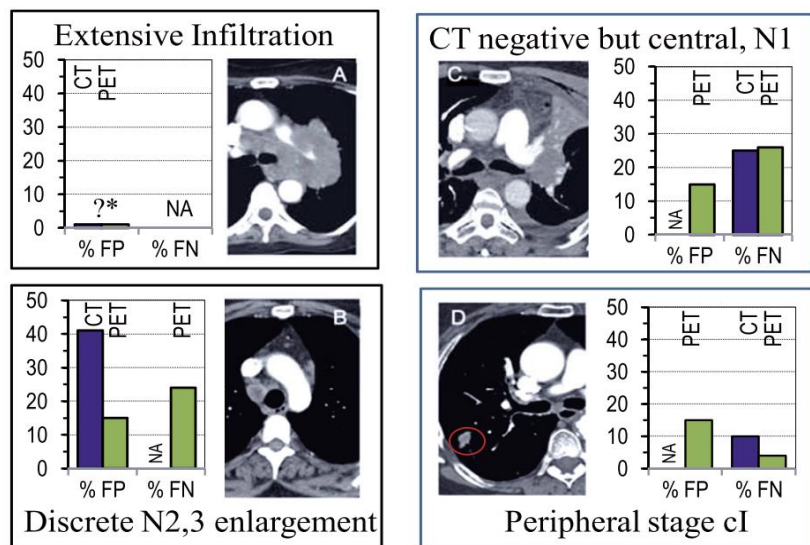 Extensive Infiltration
50
40
30
20
10
0
CT
PET
?*
NA
% FP % FN
A
CT negative but central, N1
C
50
40
30
20
10
0
PET
CT
PET
NA
% FP % FN
50
40
30
20
10
0
CT
PET
PET
NA
% FP % FN
B
Discrete N2,3 enlargement
D
50
40
30
20
10
0
PET
CT
PET
NA
% FP % FN
Peripheral stage cI